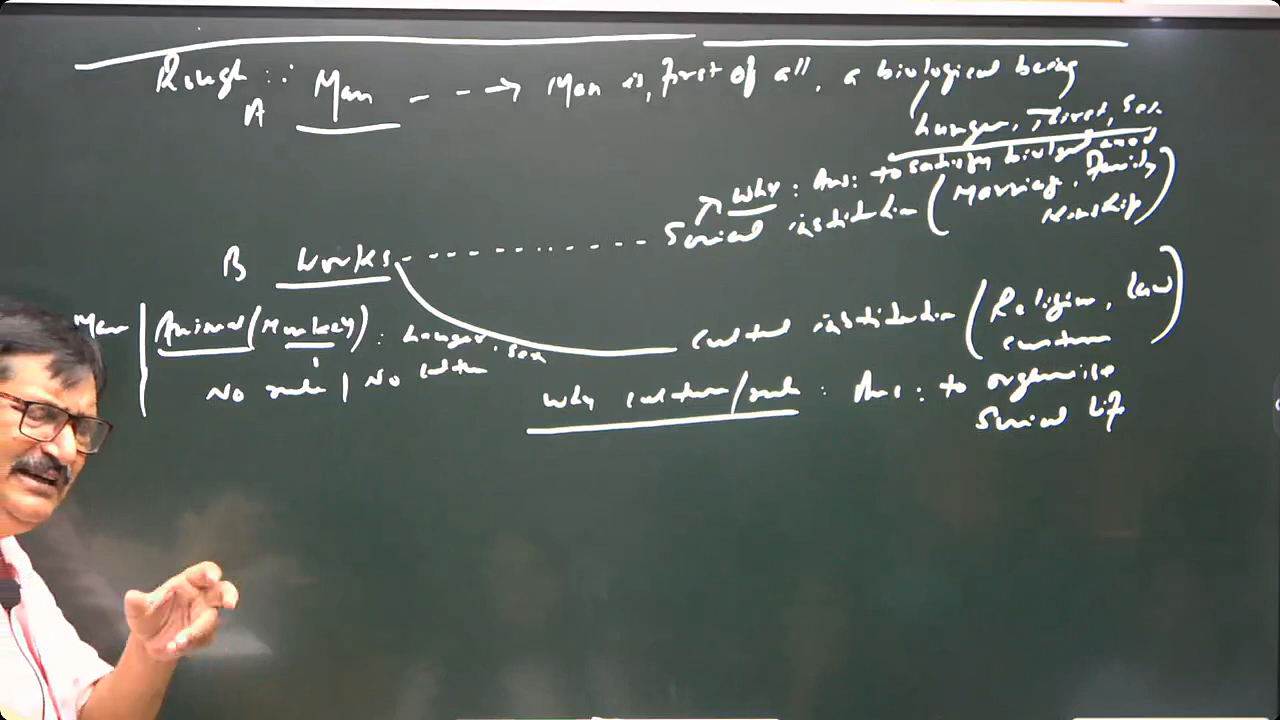 Rough :: Man - - -> Man is, first of all, a biological being
A
hunger, Thirst, Sex
Why : Ans: to satisfy biological need
B Works - - - - - - - - Social institution (Marriage, Family
Kinship)
Man | Animal (Monkey) : hunger, sex
No rule | No culture
cultural institution (Religion, law
custom)
Why custom/rule : Ans : to organise
Social life